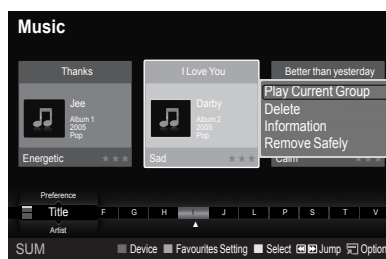 Music
Thanks
I Love You
Better than yesterday
Jee
Album 1
2005
Pop
Darby
Album 2
2005
Pop
Play Current Group
Delete
Information
Remove Safely
Energetic ★★★
Sad ★★★
Calm
Preference
Title F G H I J L P S T V
Artist
SUM Device Favourites Setting Select Jump Option